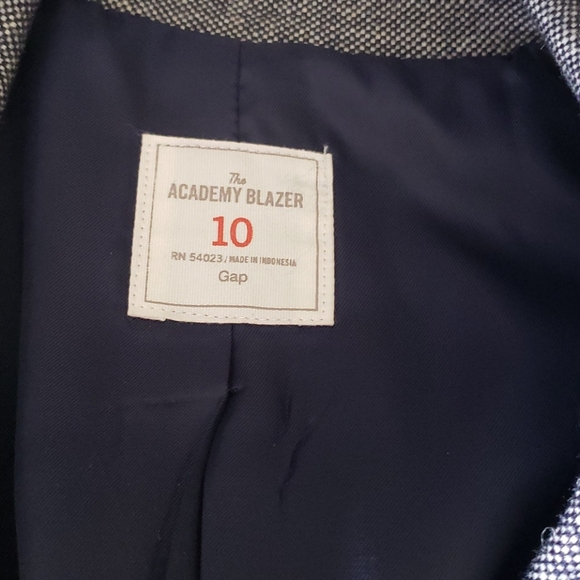 The
ACADEMY BLAZER
10
RN 54023 / MADE IN INDONESIA
Gap